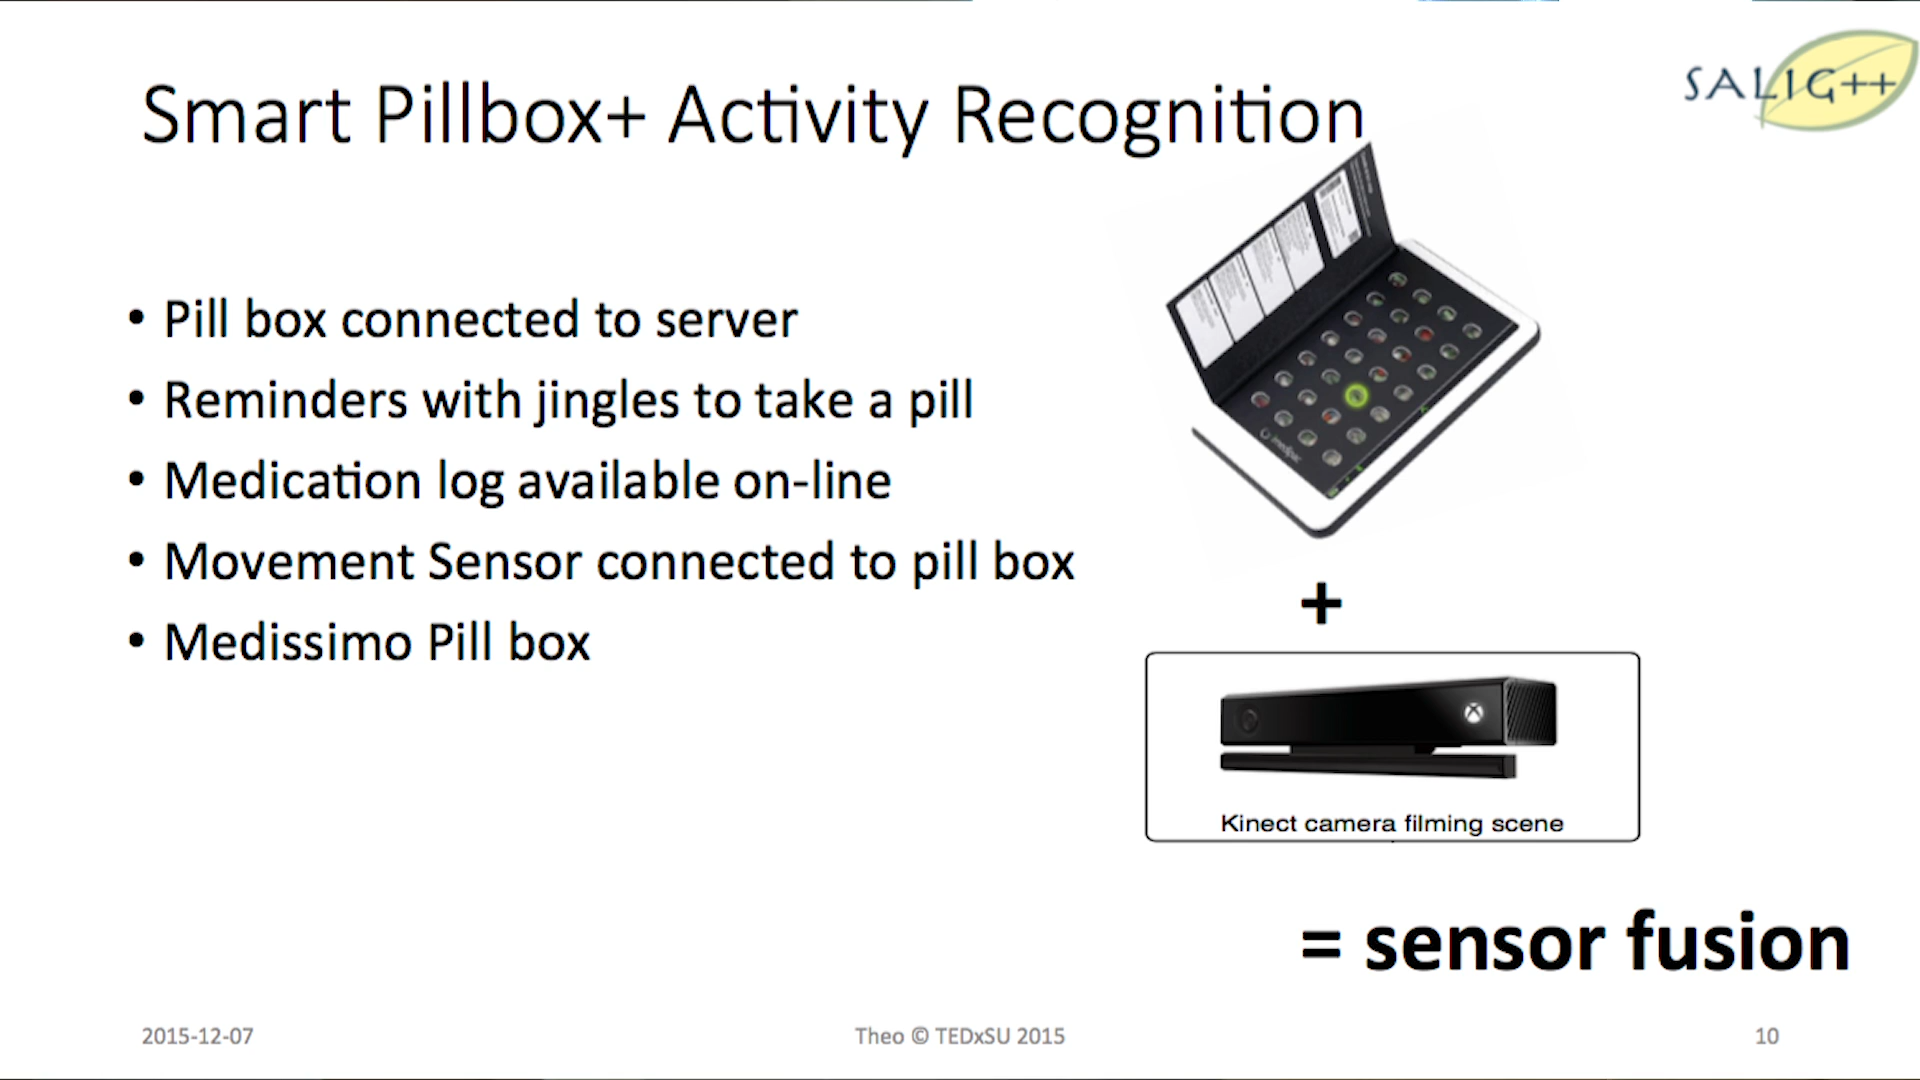 SALIG++
Smart Pillbox+ Activity Recognition
• Pill box connected to server
• Reminders with jingles to take a pill
• Medication log available on-line
• Movement Sensor connected to pill box
• Medissimo Pill box
imedipac
+
Kinect camera filming scene
= sensor fusion
2015-12-07
Theo © TEDxSU 2015
10